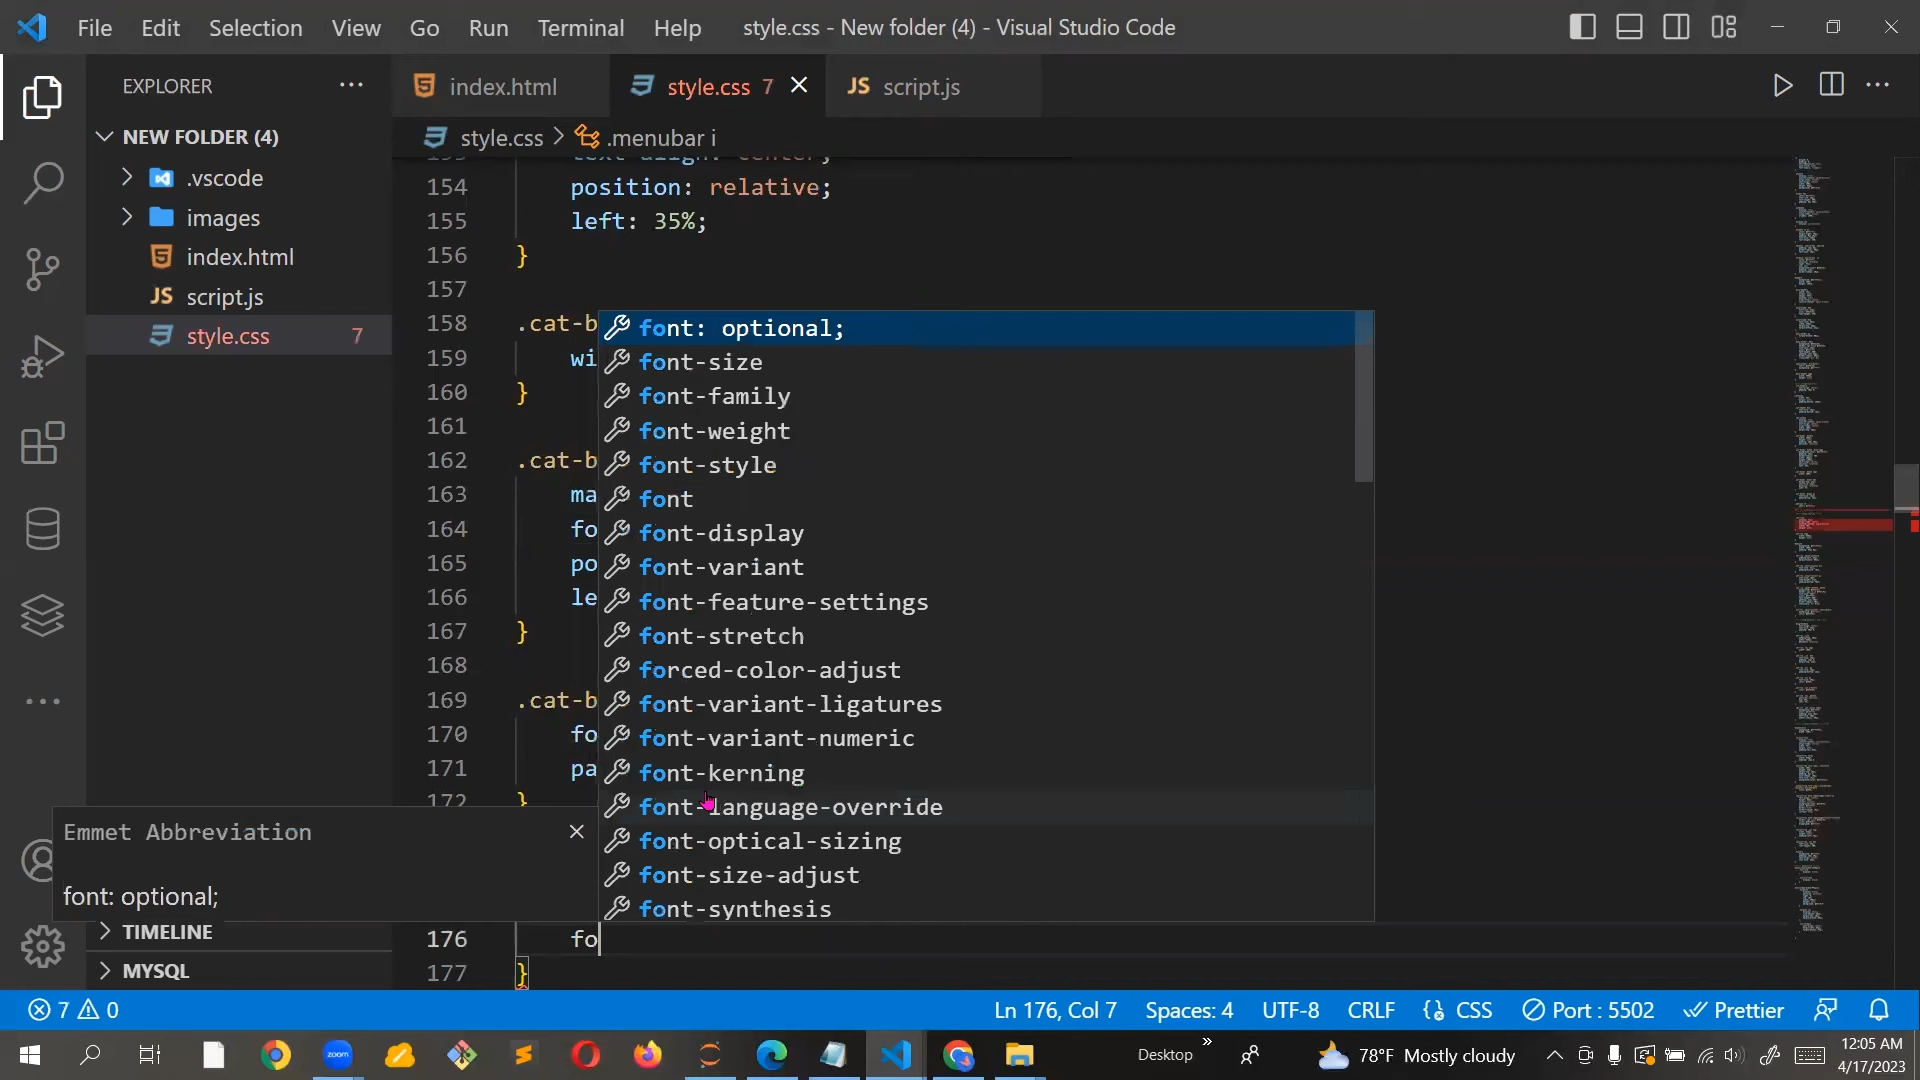 File Edit Selection View Go Run Terminal Help style.css - New folder (4) - Visual Studio Code
EXPLORER
index.html
style.css 7
JS script.js
NEW FOLDER (4)
style.css > .menubar i
.vscode
images
index.html
JS script.js
style.css 7
154 position: relative;
155 left: 35%;
156 }
157
158 .cat-b
159 wi
160 }
161
162 .cat-b
163 ma
164 fo
165 po
166 le
167 }
168
169 .cat-b
170 fo
171 pa
172 }
font: optional;
font-size
font-family
font-weight
font-style
font
font-display
font-variant
font-feature-settings
font-stretch
forced-color-adjust
font-variant-ligatures
font-variant-numeric
font-kerning
font-language-override
font-optical-sizing
font-size-adjust
font-synthesis
Emmet Abbreviation
font: optional;
TIMELINE
MYSQL
176 fo
177 }
7 0 Ln 176, Col 7 Spaces: 4 UTF-8 CRLF CSS Port : 5502 Prettier
zoom
Desktop
78°F Mostly cloudy
12:05 AM
4/17/2023